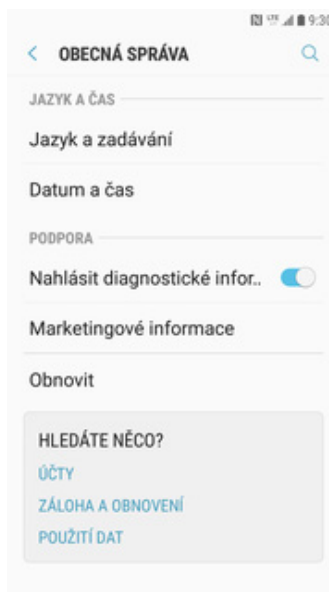 LTE 9:30
OBECNÁ SPRÁVA
JAZYK A ČAS
Jazyk a zadávání
Datum a čas
PODPORA
Nahlásit diagnostické infor..
Marketingové informace
Obnovit
HLEDÁTE NĚCO?
ÚČTY
ZÁLOHA A OBNOVENÍ
POUŽITÍ DAT